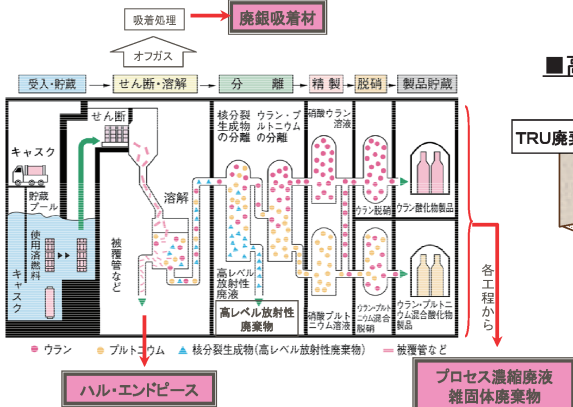 吸着処理
廃銀吸着材
オフガス
■高
受入・貯蔵
せん断・溶解
分離
精製
脱硝
製品貯蔵
TRU廃棄
せん断
核分裂
生成物
の分離
ウラン・プ
ルトニウム
の分離
硝酸ウラン
溶液
キャスク
貯蔵
プール
溶解
ウラン脱硝
ウラン酸化物製品
使用済燃料
キャスク
被覆管など
高レベル
放射性
廃液
高レベル放射性
廃棄物
硝酸プルト
ニウム溶液
ウラン・プルト
ニウム混合
脱硝
ウラン・プルトニ
ウム混合酸化物
製品
各工程から
ウラン
プルトニウム
核分裂生成物(高レベル放射性廃棄物)
被覆管など
ハル・エンドピース
プロセス濃縮廃液
雑固体廃棄物